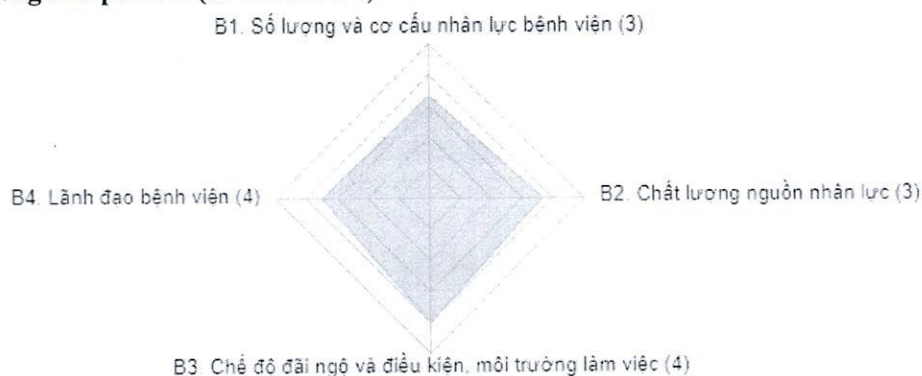 B1. Số lượng và cơ cấu nhân lực bệnh viện (3)
B4. Lãnh đạo bệnh viện (4)
B2. Chất lượng nguồn nhân lực (3)
B3. Chế độ đãi ngộ và điều kiện, môi trường làm việc (4)